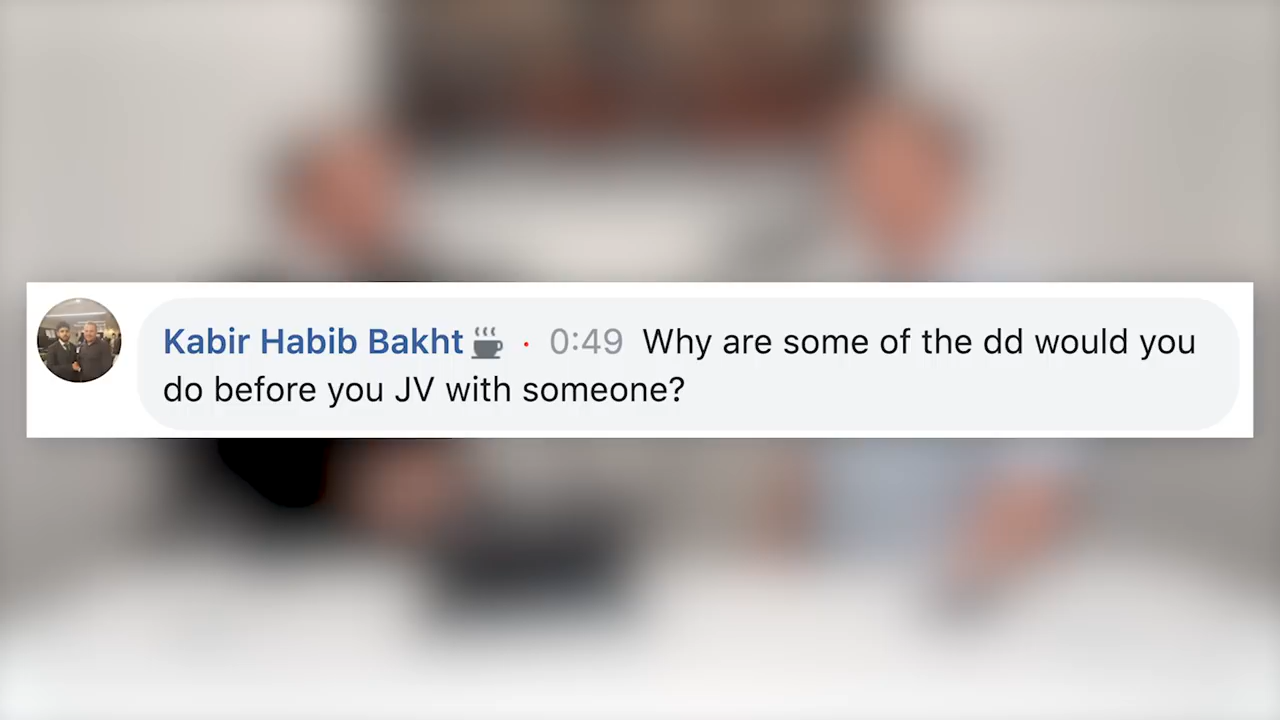 Kabir Habib Bakht · 0:49 Why are some of the dd would you
do before you JV with someone?